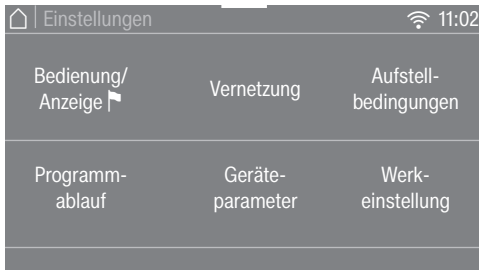 Einstellungen
11:02
Bedienung/
Anzeige
Vernetzung
Aufstell-
bedingungen
Programm-
ablauf
Geräte-
parameter
Werk-
einstellung